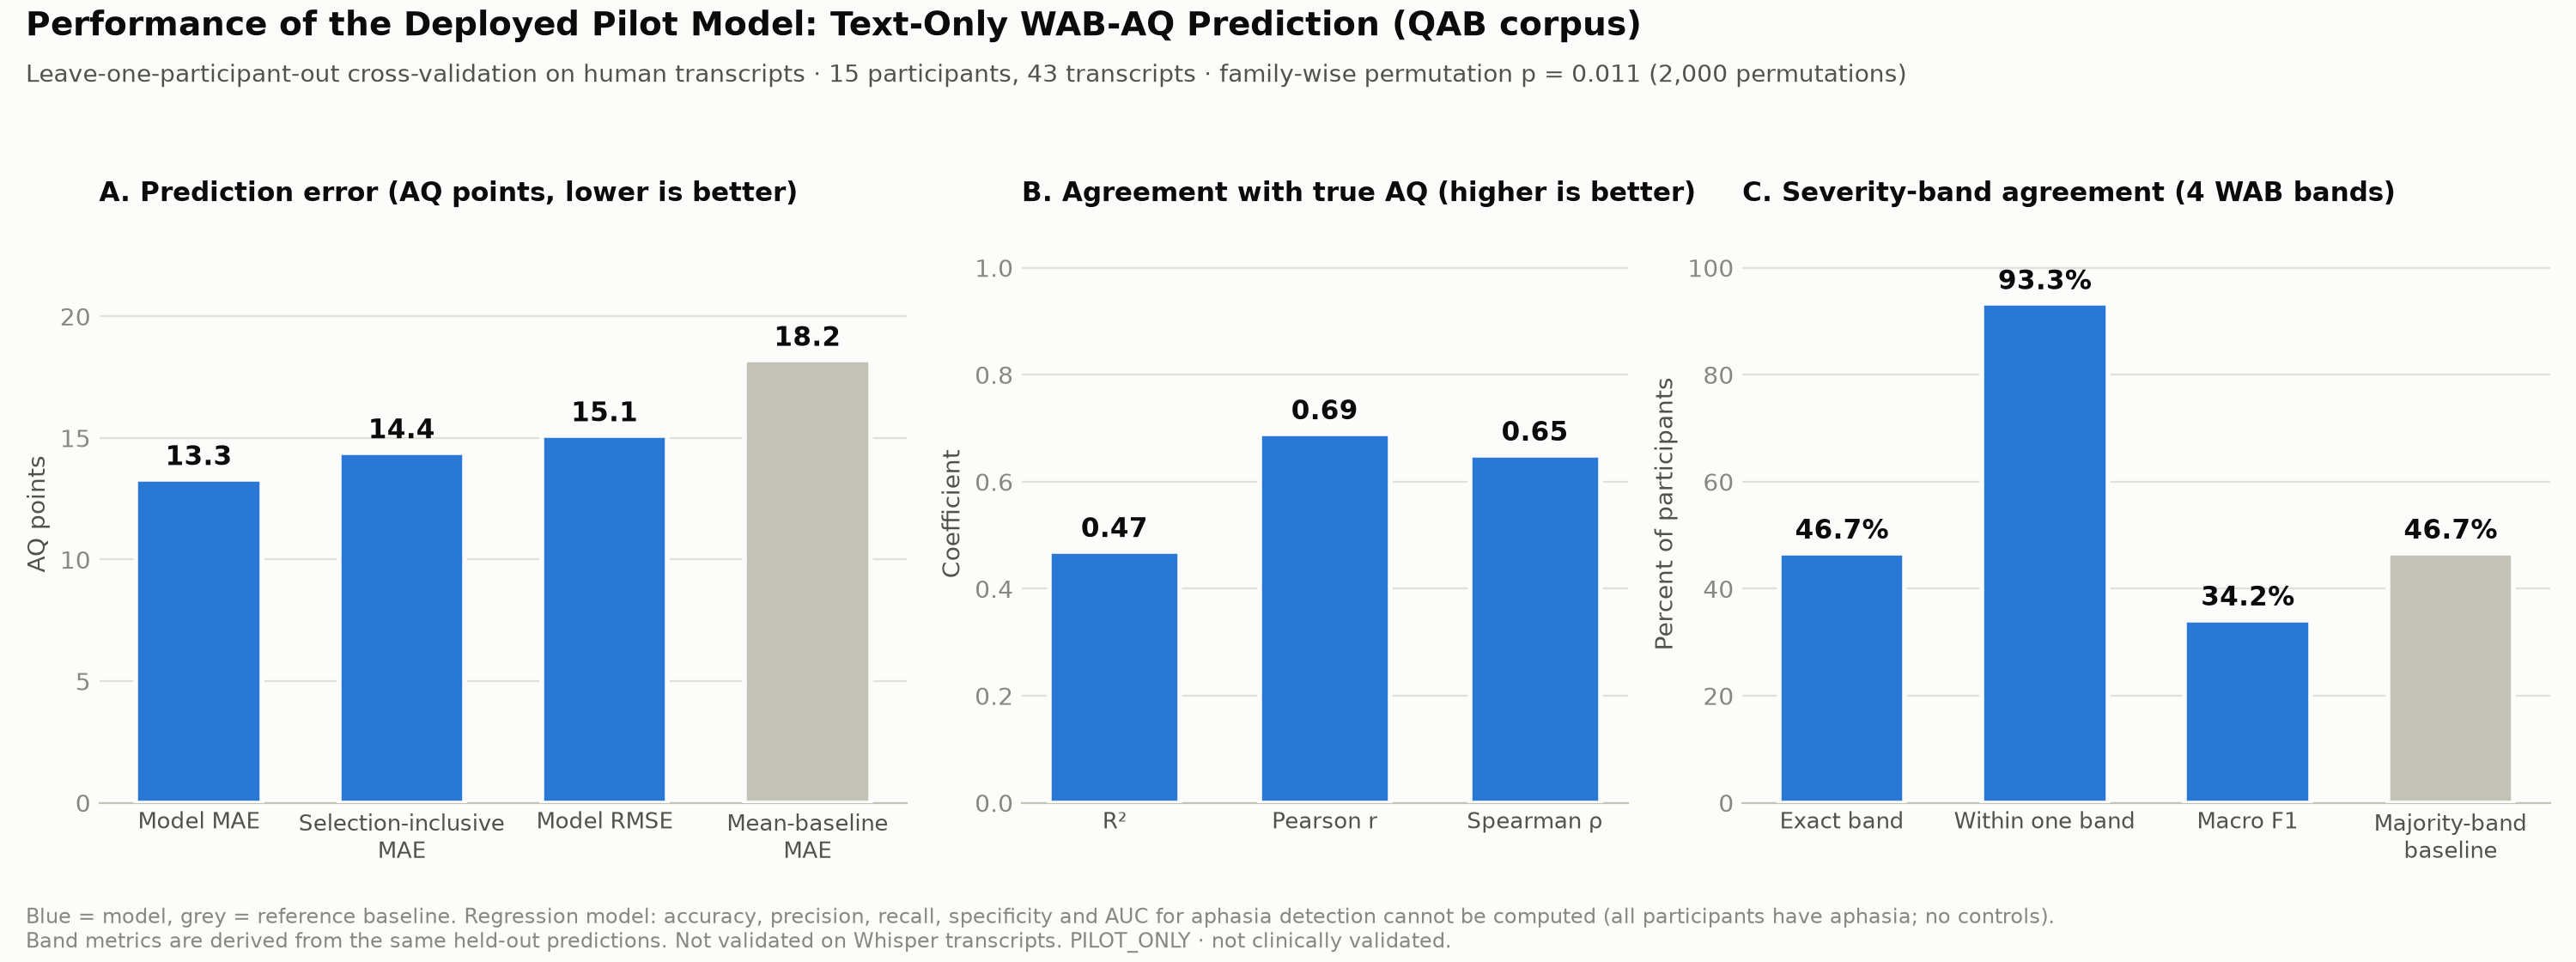 Performance of the Deployed Pilot Model: Text-Only WAB-AQ Prediction (QAB corpus)
Leave-one-participant-out cross-validation on human transcripts · 15 participants, 43 transcripts · family-wise permutation p = 0.011 (2,000 permutations)
A. Prediction error (AQ points, lower is better)
AQ points
20
15
10
5
0
13.3
14.4
15.1
18.2
Model MAE
Selection-inclusive
MAE
Model RMSE
Mean-baseline
MAE
B. Agreement with true AQ (higher is better)
Coefficient
1.0
0.8
0.6
0.4
0.2
0.0
0.47
0.69
0.65
R²
Pearson r
Spearman ρ
C. Severity-band agreement (4 WAB bands)
Percent of participants
100
80
60
40
20
0
46.7%
93.3%
34.2%
46.7%
Exact band
Within one band
Macro F1
Majority-band
baseline
Blue = model, grey = reference baseline. Regression model: accuracy, precision, recall, specificity and AUC for aphasia detection cannot be computed (all participants have aphasia; no controls).
Band metrics are derived from the same held-out predictions. Not validated on Whisper transcripts. PILOT_ONLY · not clinically validated.